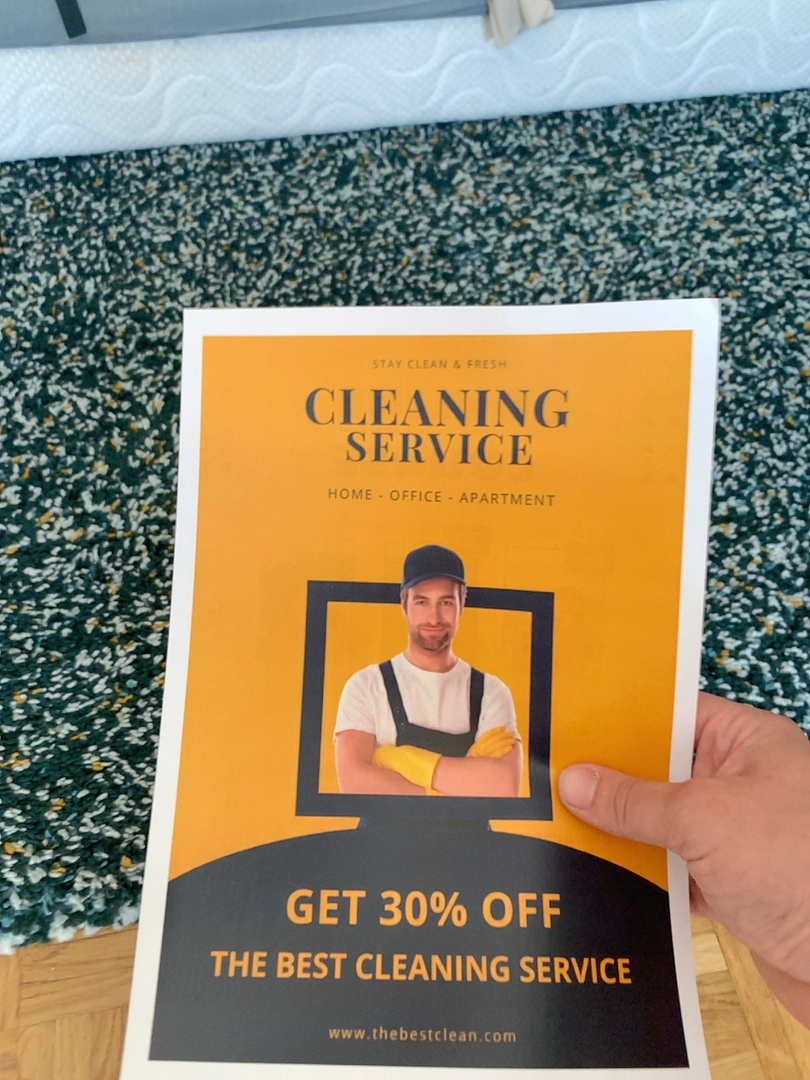 STAY CLEAN & FRESH
CLEANING
SERVICE
HOME - OFFICE - APARTMENT
GET 30% OFF
THE BEST CLEANING SERVICE
www.thebestclean.com